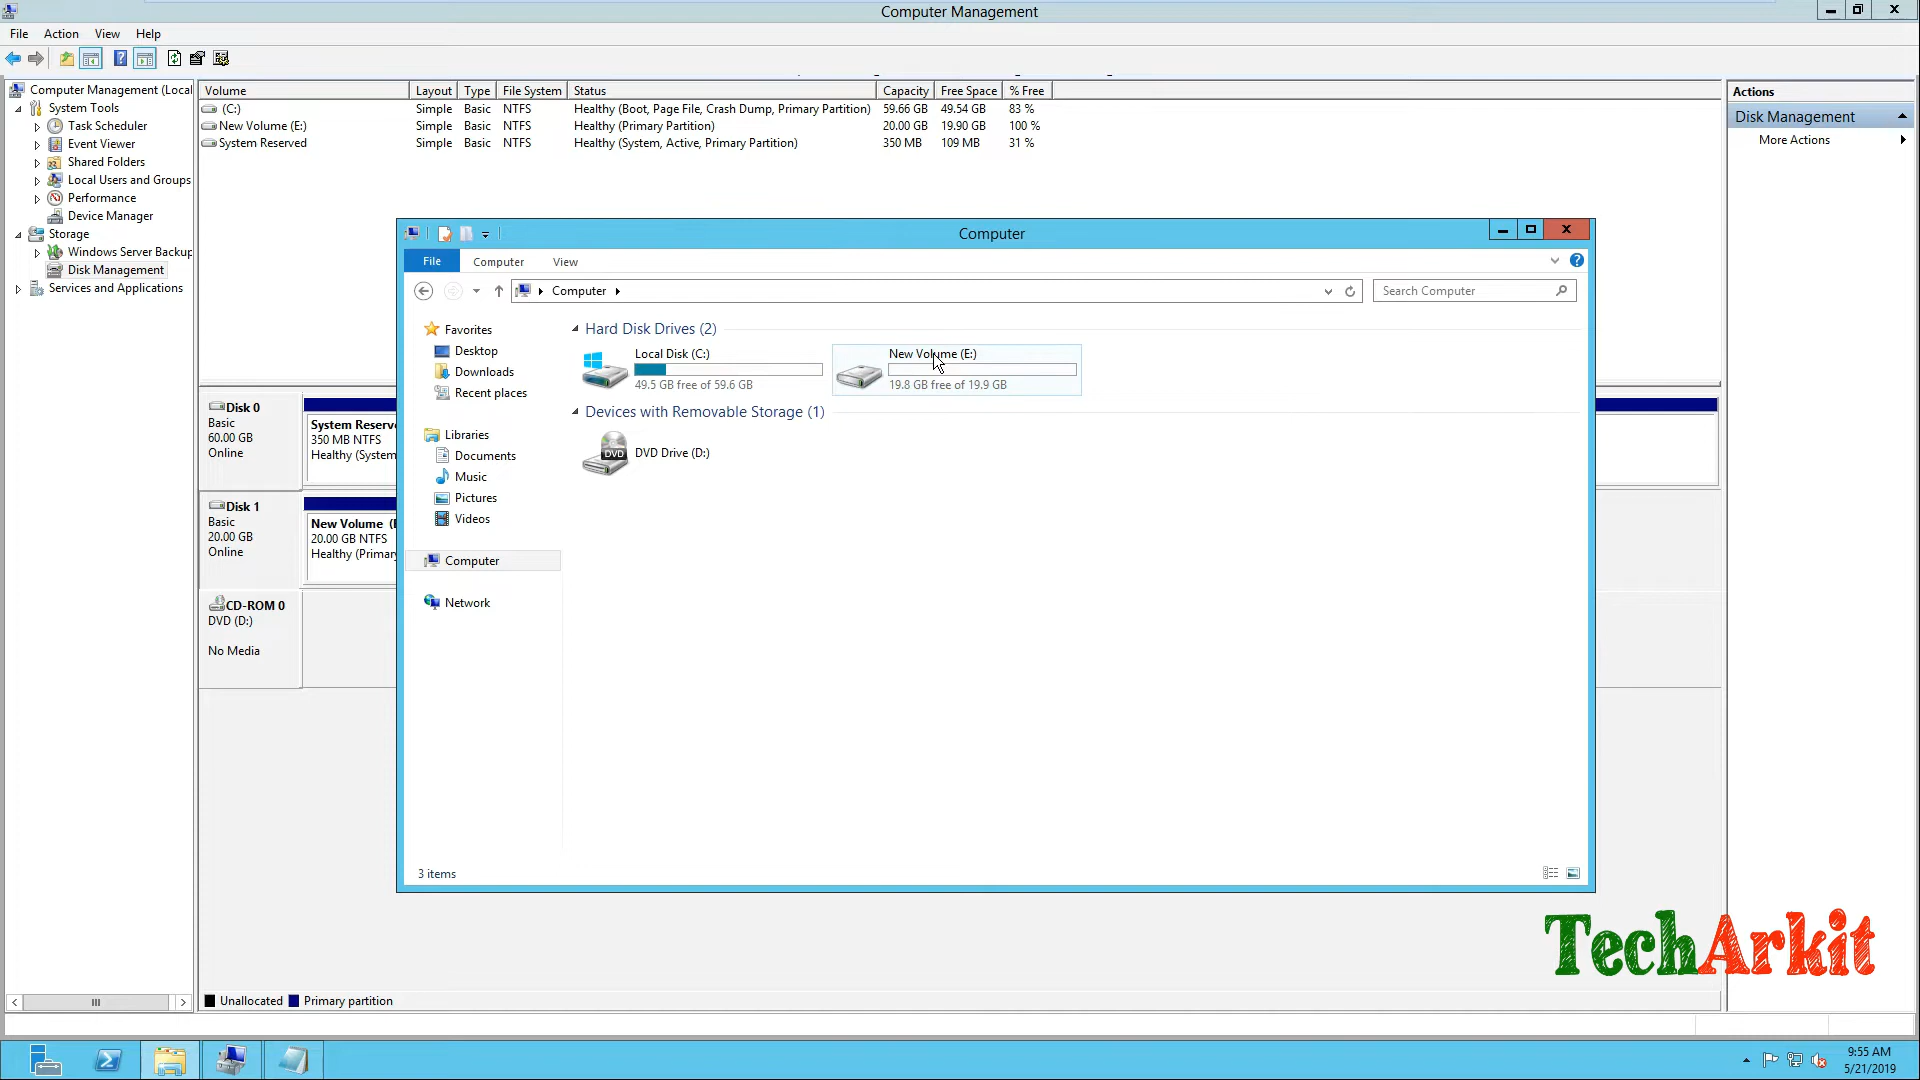 Computer Management
File Action View Help
Computer Management (Local
System Tools
Task Scheduler
Event Viewer
Shared Folders
Local Users and Groups
Performance
Device Manager
Storage
Windows Server Backup
Disk Management
Services and Applications
Volume Layout Type File System Status Capacity Free Space % Free
(C:) Simple Basic NTFS Healthy (Boot, Page File, Crash Dump, Primary Partition) 59.66 GB 49.54 GB 83 %
New Volume (E:) Simple Basic NTFS Healthy (Primary Partition) 20.00 GB 19.90 GB 100 %
System Reserved Simple Basic NTFS Healthy (System, Active, Primary Partition) 350 MB 109 MB 31 %
Actions
Disk Management
More Actions
Disk 0
Basic
60.00 GB
Online
System Reserv
350 MB NTFS
Healthy (System
Disk 1
Basic
20.00 GB
Online
New Volume (E
20.00 GB NTFS
Healthy (Primar
CD-ROM 0
DVD (D:)
No Media
Computer
File Computer View
Computer
Search Computer
Favorites
Desktop
Downloads
Recent places
Libraries
Documents
Music
Pictures
Videos
Computer
Network
Hard Disk Drives (2)
Local Disk (C:)
49.5 GB free of 59.6 GB
New Volume (E:)
19.8 GB free of 19.9 GB
Devices with Removable Storage (1)
DVD
DVD Drive (D:)
3 items
TechArkit
Unallocated Primary partition
9:55 AM
5/21/2019